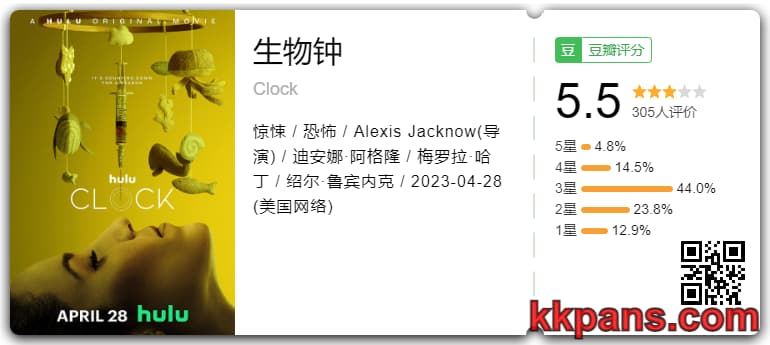 A HULU ORIGINAL MOVIE
IT'S COUNTING DOWN
FOR A REASON
hulu
CLOCK
APRIL 28 hulu
生物钟
Clock
惊悚 / 恐怖 / Alexis Jacknow(导
演) / 迪安娜·阿格隆 / 梅罗拉·哈
丁 / 绍尔·鲁宾内克 / 2023-04-28
(美国网络)
豆 豆瓣评分
5.5
305人评价
5星 4.8%
4星 14.5%
3星 44.0%
2星 23.8%
1星 12.9%
kkpans.com